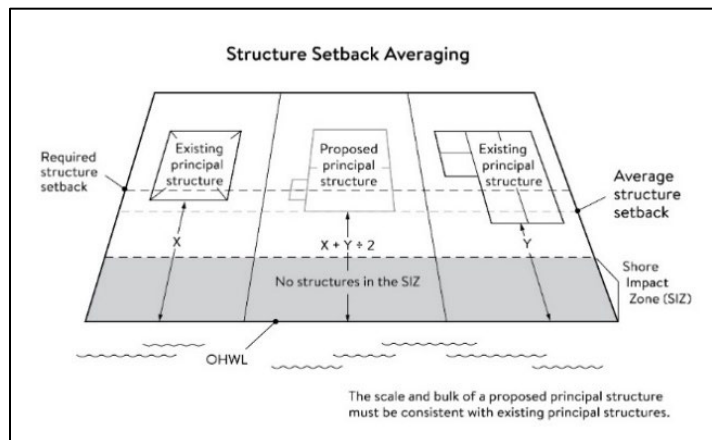 Structure Setback Averaging
Required
structure
setback
Existing
principal
structure
Proposed
principal
structure
Existing
principal
structure
Average
structure
setback
X
X + Y ÷ 2
Y
No structures in the SIZ
Shore
Impact
Zone (SIZ)
OHWL
The scale and bulk of a proposed principal structure
must be consistent with existing principal structures.